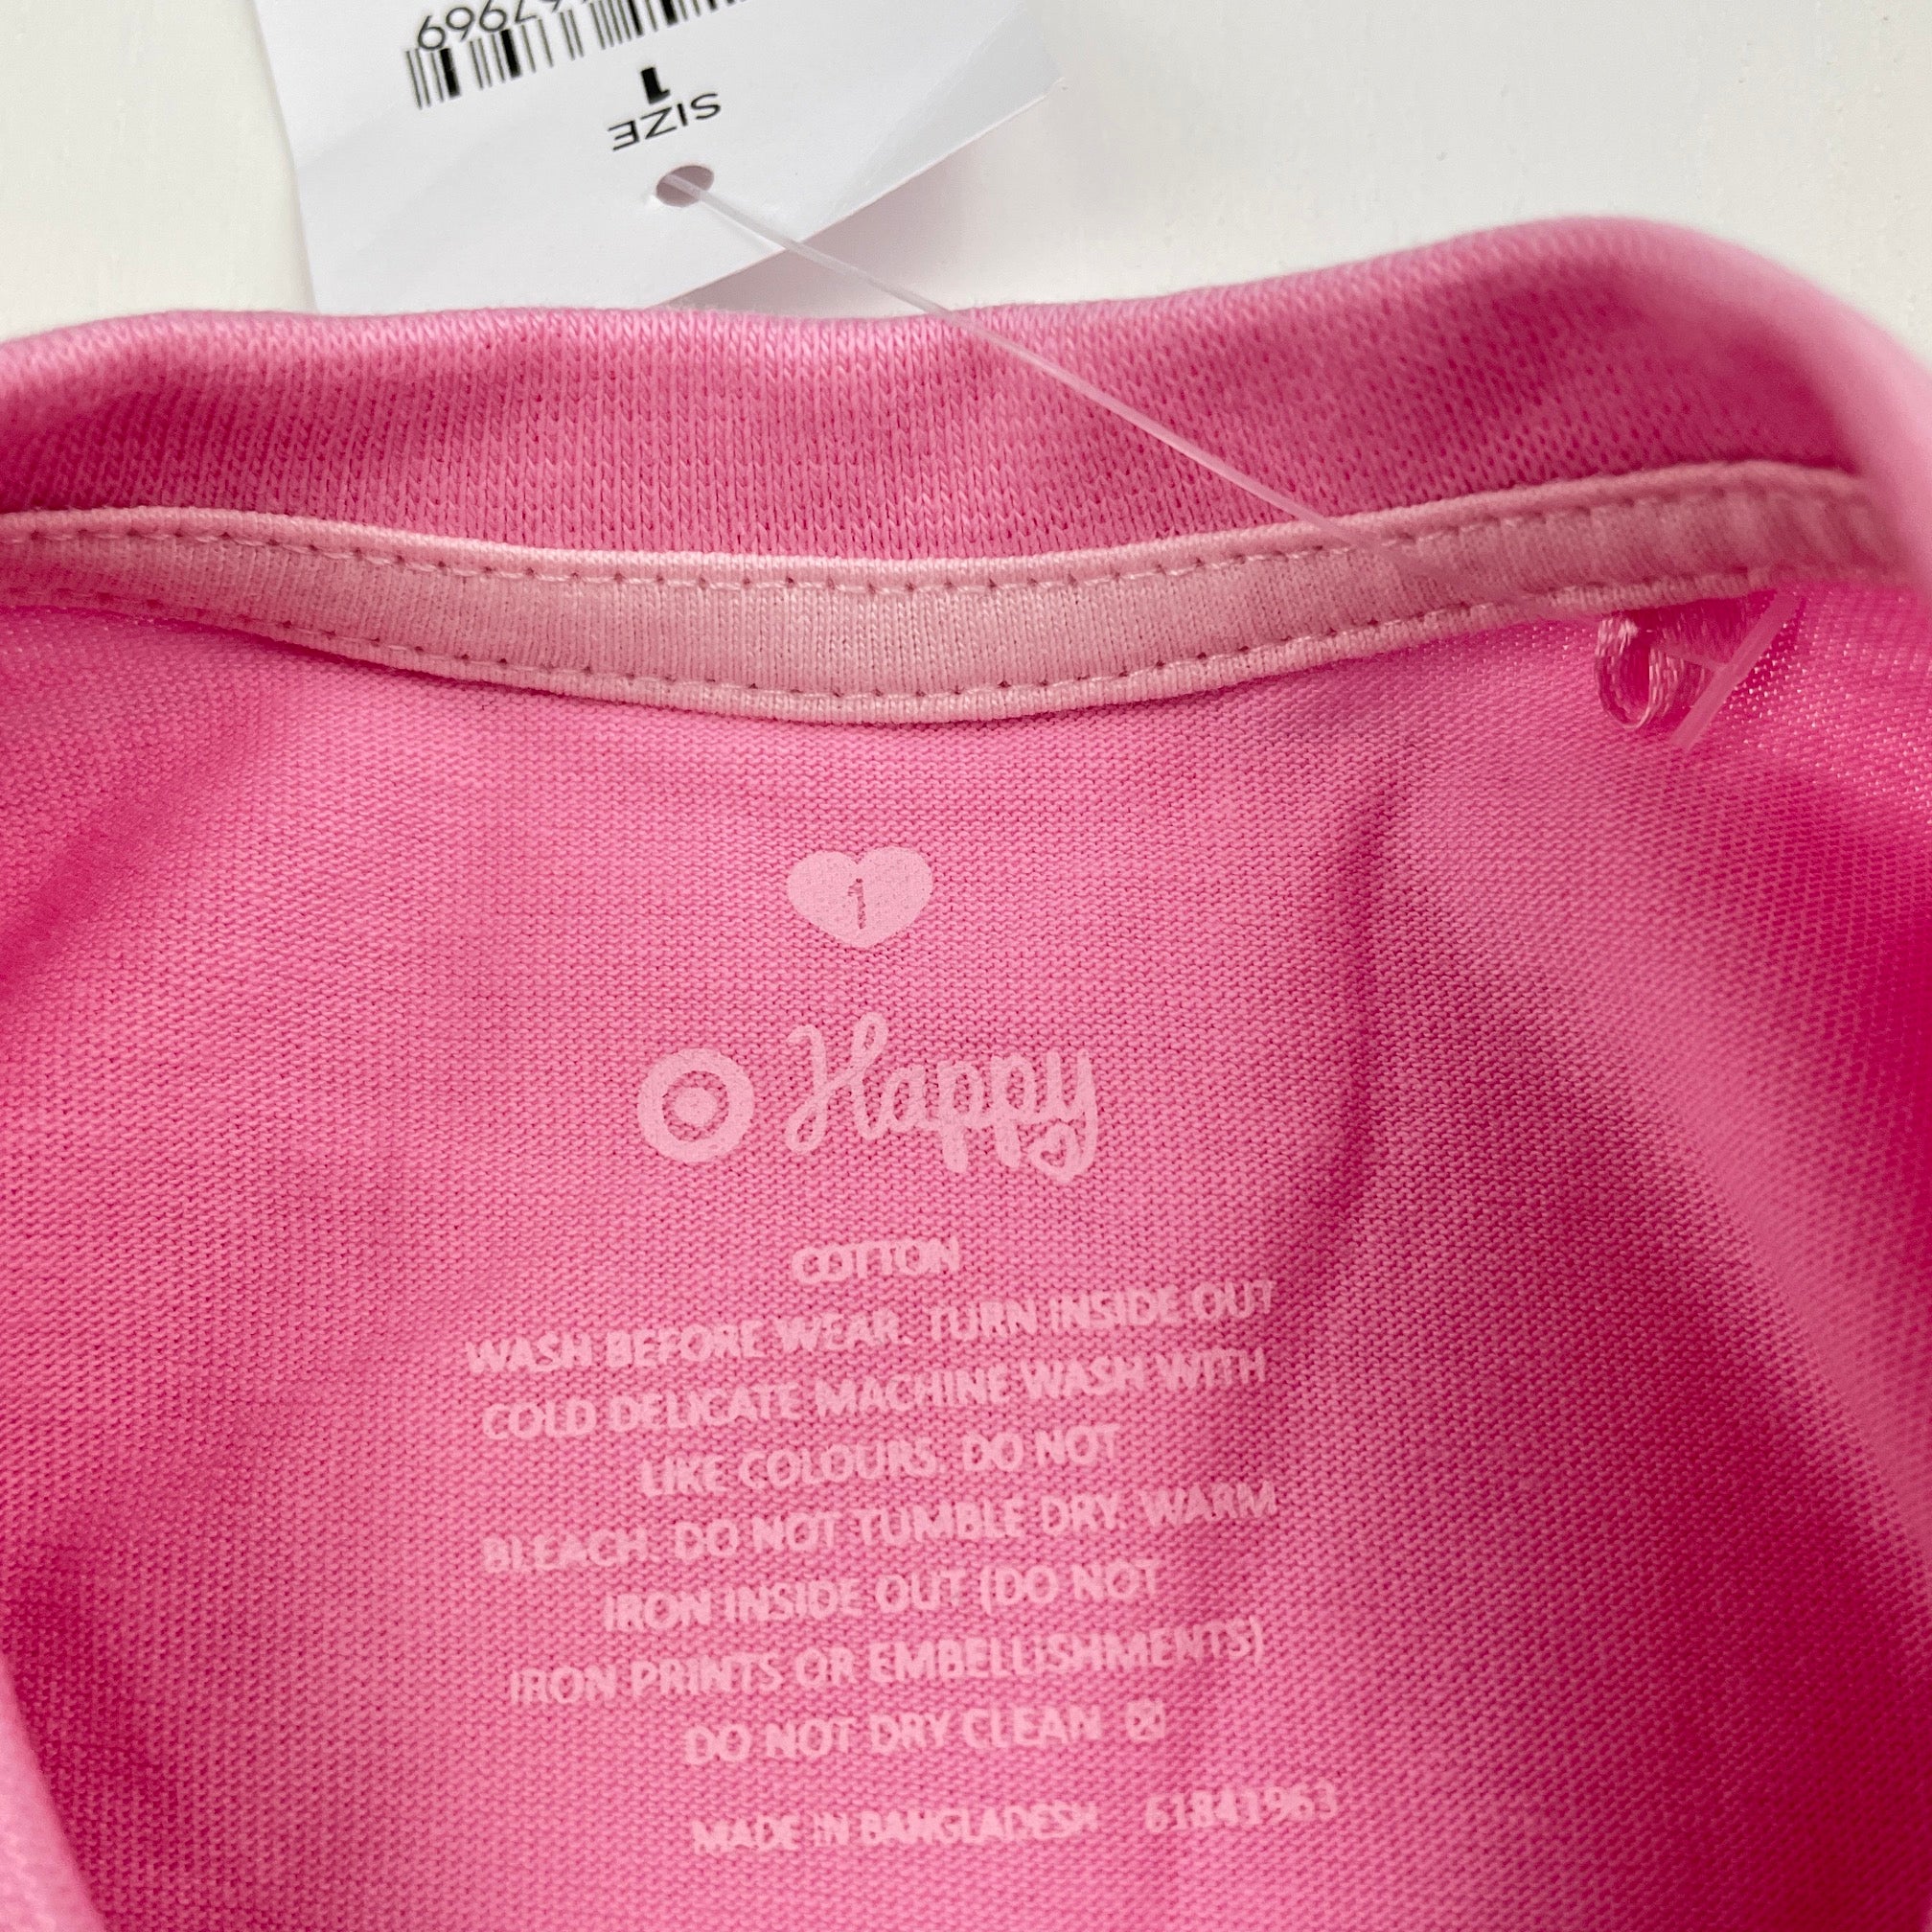 67969
1
SIZE
1
Happy
COTTON
WASH BEFORE WEAR. TURN INSIDE OUT
COLD DELICATE MACHINE WASH WITH
LIKE COLOURS. DO NOT
BLEACH. DO NOT TUMBLE DRY. WARM
IRON INSIDE OUT (DO NOT
IRON PRINTS OR EMBELLISHMENTS)
DO NOT DRY CLEAN
MADE IN BANGLADESH 61841963